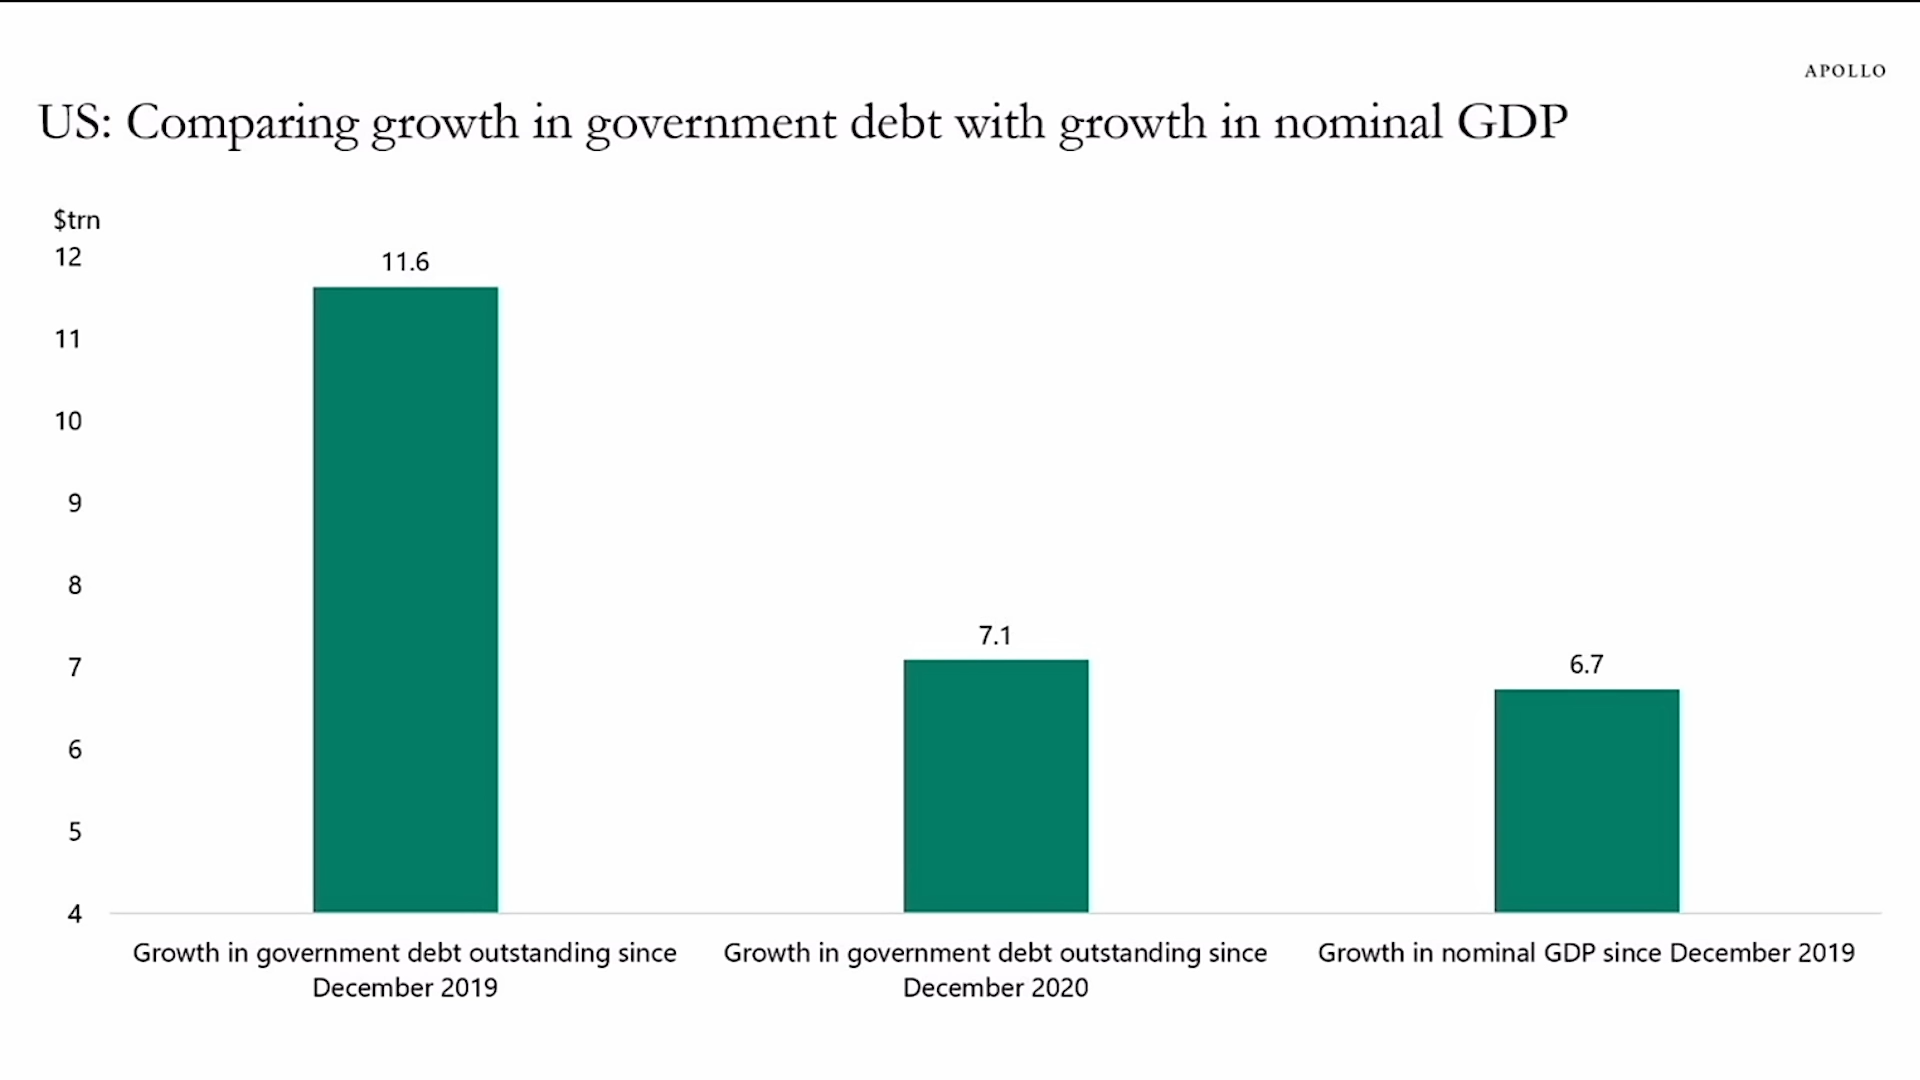 APOLLO
US: Comparing growth in government debt with growth in nominal GDP
$trn
12
11
10
9
8
7
6
5
4
11.6
7.1
6.7
Growth in government debt outstanding since
December 2019
Growth in government debt outstanding since
December 2020
Growth in nominal GDP since December 2019